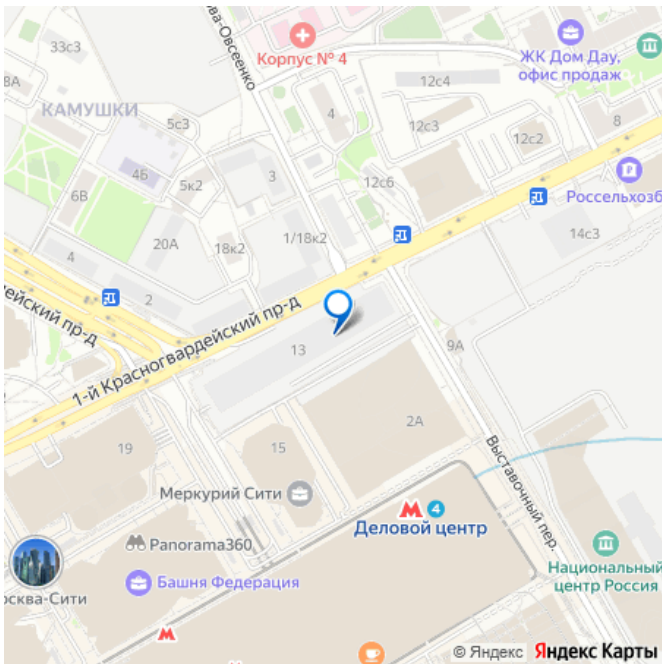 33с3
ова-Овсеенко
Корпус № 4
ЖК Дом Дау,
офис продаж
8А
12с4
КАМУШКИ
5с3
4
12с3
8
12с2
4Б
3
5к2
6В
12с6
Россельхозб
20А
18к2
1/18к2
14с3
4
2
ейский пр-д
1-й Красногвардейский пр-д
13
9А
2А
19
15
Выставочный пер.
Меркурий Сити
4
Деловой центр
Panorama360
Башня Федерация
осква-Сити
Национальный
центр Россия
© Яндекс Яндекс Карты